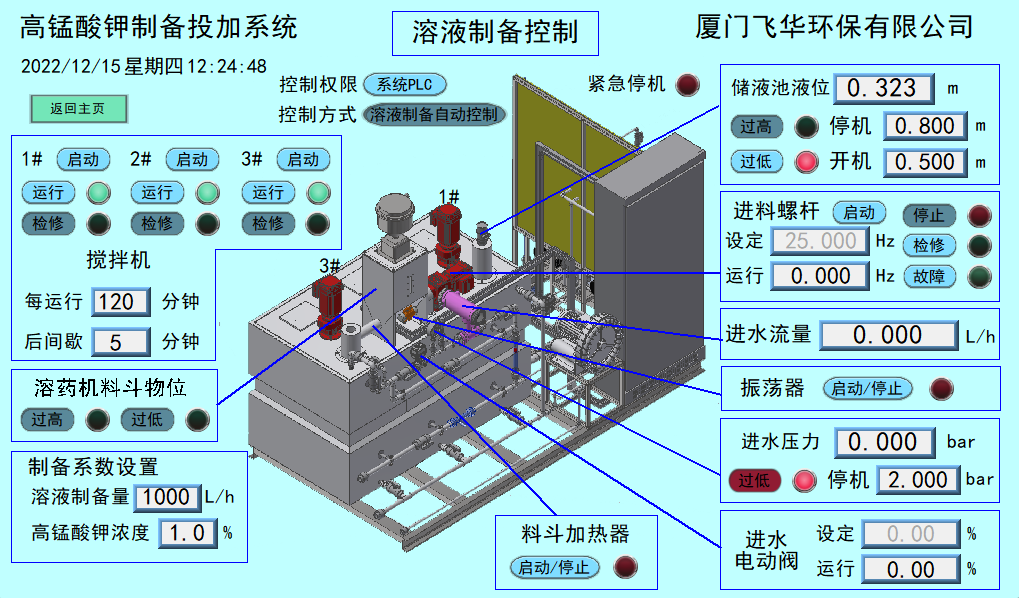 高锰酸钾制备投加系统
溶液制备控制
厦门飞华环保有限公司
2022/12/15 星期四 12:24:48
返回主页
控制权限 系统PLC
控制方式 溶液制备自动控制
紧急停机
1# 启动 2# 启动 3# 启动
运行 运行 运行
检修 检修 检修
搅拌机
每运行 120 分钟
后间歇 5 分钟
溶药机料斗物位
过高 过低
制备系数设置
溶液制备量 1000 L/h
高锰酸钾浓度 1.0 %
1#
3#
料斗加热器
启动/停止
储液池液位 0.323 m
过高 停机 0.800 m
过低 开机 0.500 m
进料螺杆 启动 停止
设定 25.000 Hz 检修
运行 0.000 Hz 故障
进水流量 0.000 L/h
振荡器 启动/停止
进水压力 0.000 bar
过低 停机 2.000 bar
进水电动阀
设定 0.00 %
运行 0.00 %